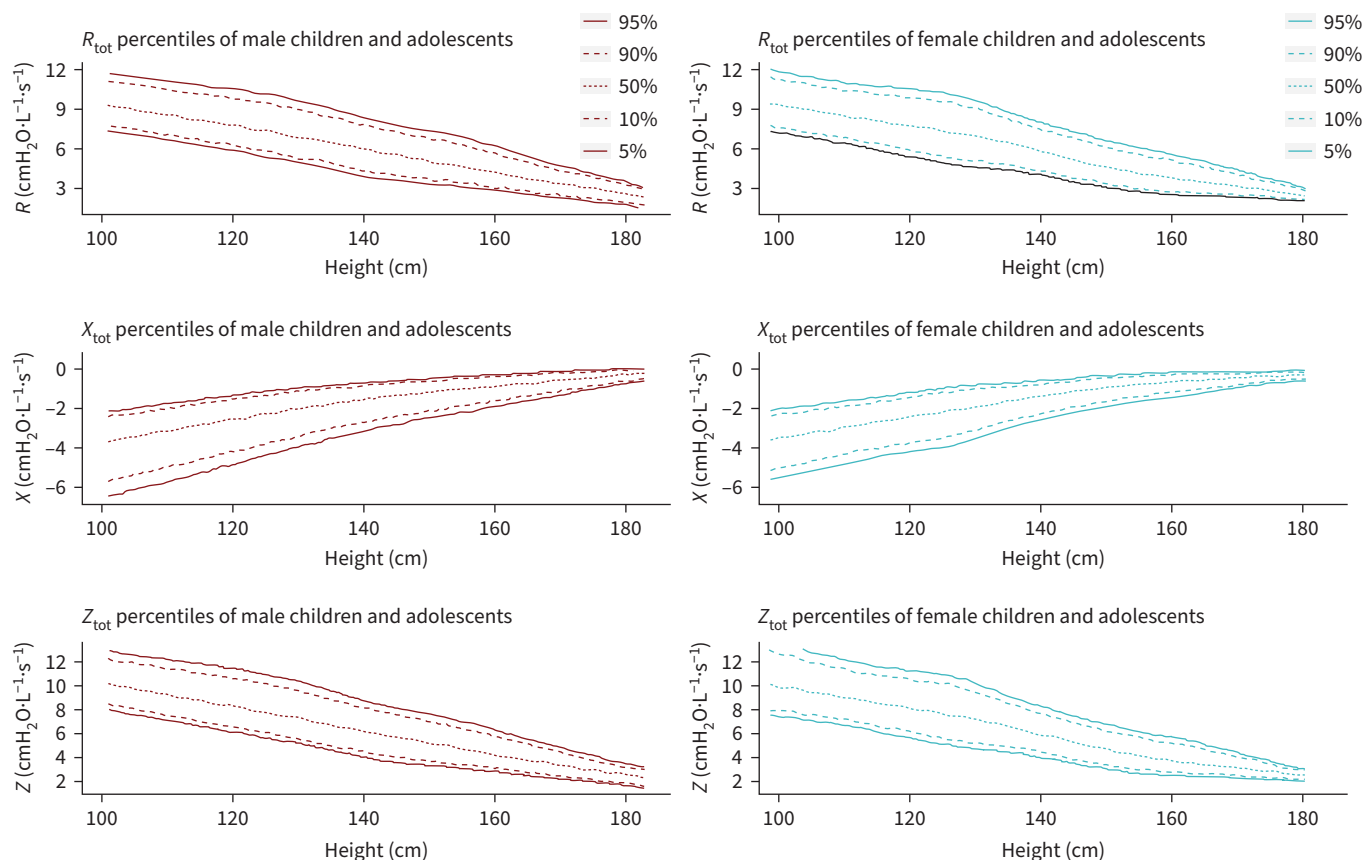 95%
90%
50%
10%
5%
R_tot percentiles of male children and adolescents
12
9
6
3
R (cmH₂O·L⁻¹·s⁻¹)
100 120 140 160 180
Height (cm)
95%
90%
50%
10%
5%
R_tot percentiles of female children and adolescents
12
9
6
3
R (cmH₂O·L⁻¹·s⁻¹)
100 120 140 160 180
Height (cm)
X_tot percentiles of male children and adolescents
0
–2
–4
–6
X (cmH₂O·L⁻¹·s⁻¹)
100 120 140 160 180
Height (cm)
X_tot percentiles of female children and adolescents
0
–2
–4
–6
X (cmH₂O·L⁻¹·s⁻¹)
100 120 140 160 180
Height (cm)
Z_tot percentiles of male children and adolescents
12
10
8
6
4
2
Z (cmH₂O·L⁻¹·s⁻¹)
100 120 140 160 180
Height (cm)
Z_tot percentiles of female children and adolescents
12
10
8
6
4
2
Z (cmH₂O·L⁻¹·s⁻¹)
100 120 140 160 180
Height (cm)